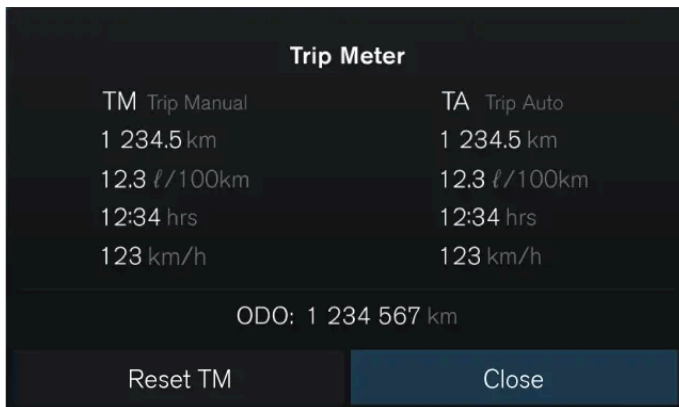 Trip Meter
TM Trip Manual
1 234.5 km
12.3 ℓ/100km
12:34 hrs
123 km/h
TA Trip Auto
1 234.5 km
12.3 ℓ/100km
12:34 hrs
123 km/h
ODO: 1 234 567 km
Reset TM
Close